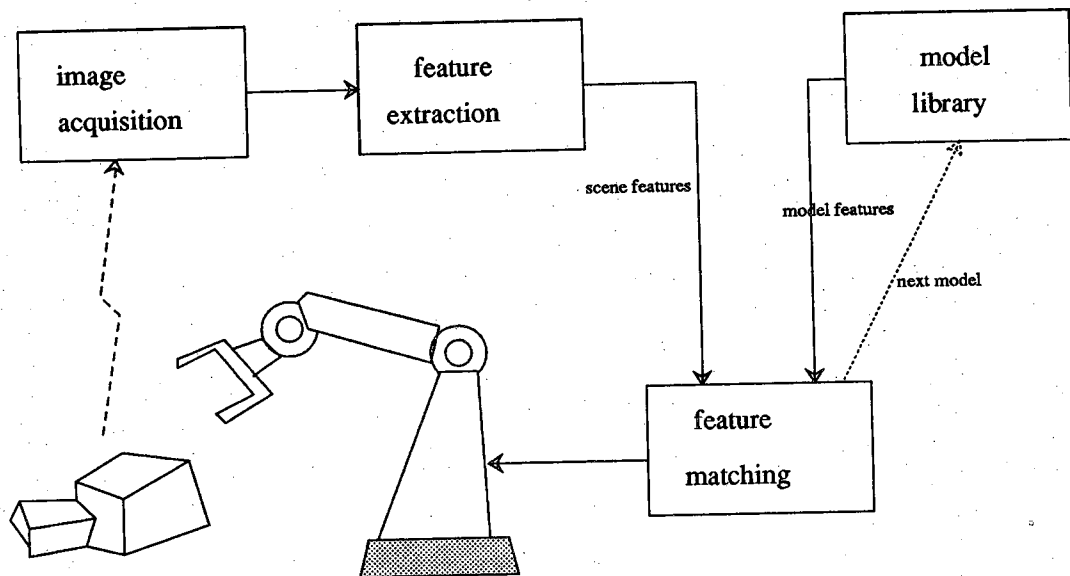 image
acquisition
feature
extraction
model
library
scene features
model features
next model
feature
matching